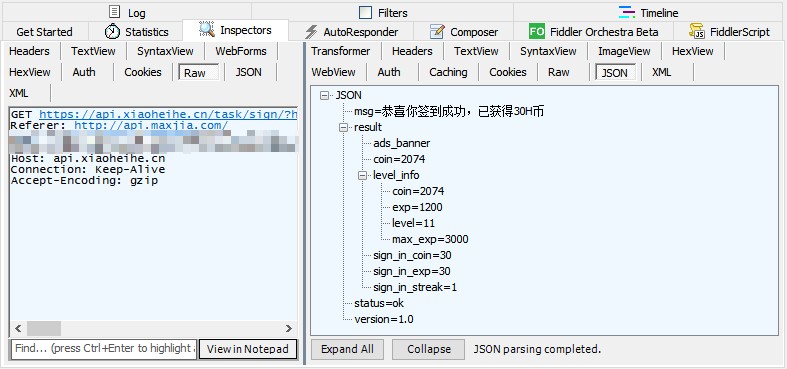 Log
Filters
Timeline
Get Started
Statistics
Inspectors
AutoResponder
Composer
FO Fiddler Orchestra Beta
FiddlerScript
Headers TextView SyntaxView WebForms
HexView Auth Cookies Raw JSON
XML
GET https://api.xiaoheihe.cn/task/sign/?h
Referer: http://api.maxjia.com/
Host: api.xiaoheihe.cn
Connection: Keep-Alive
Accept-Encoding: gzip
Find... (press Ctrl+Enter to highlight
View in Notepad
Transformer Headers TextView SyntaxView ImageView HexView
WebView Auth Caching Cookies Raw JSON XML
JSON
msg=恭喜你签到成功，已获得30H币
result
ads_banner
coin=2074
level_info
coin=2074
exp=1200
level=11
max_exp=3000
sign_in_coin=30
sign_in_exp=30
sign_in_streak=1
status=ok
version=1.0
Expand All
Collapse
JSON parsing completed.